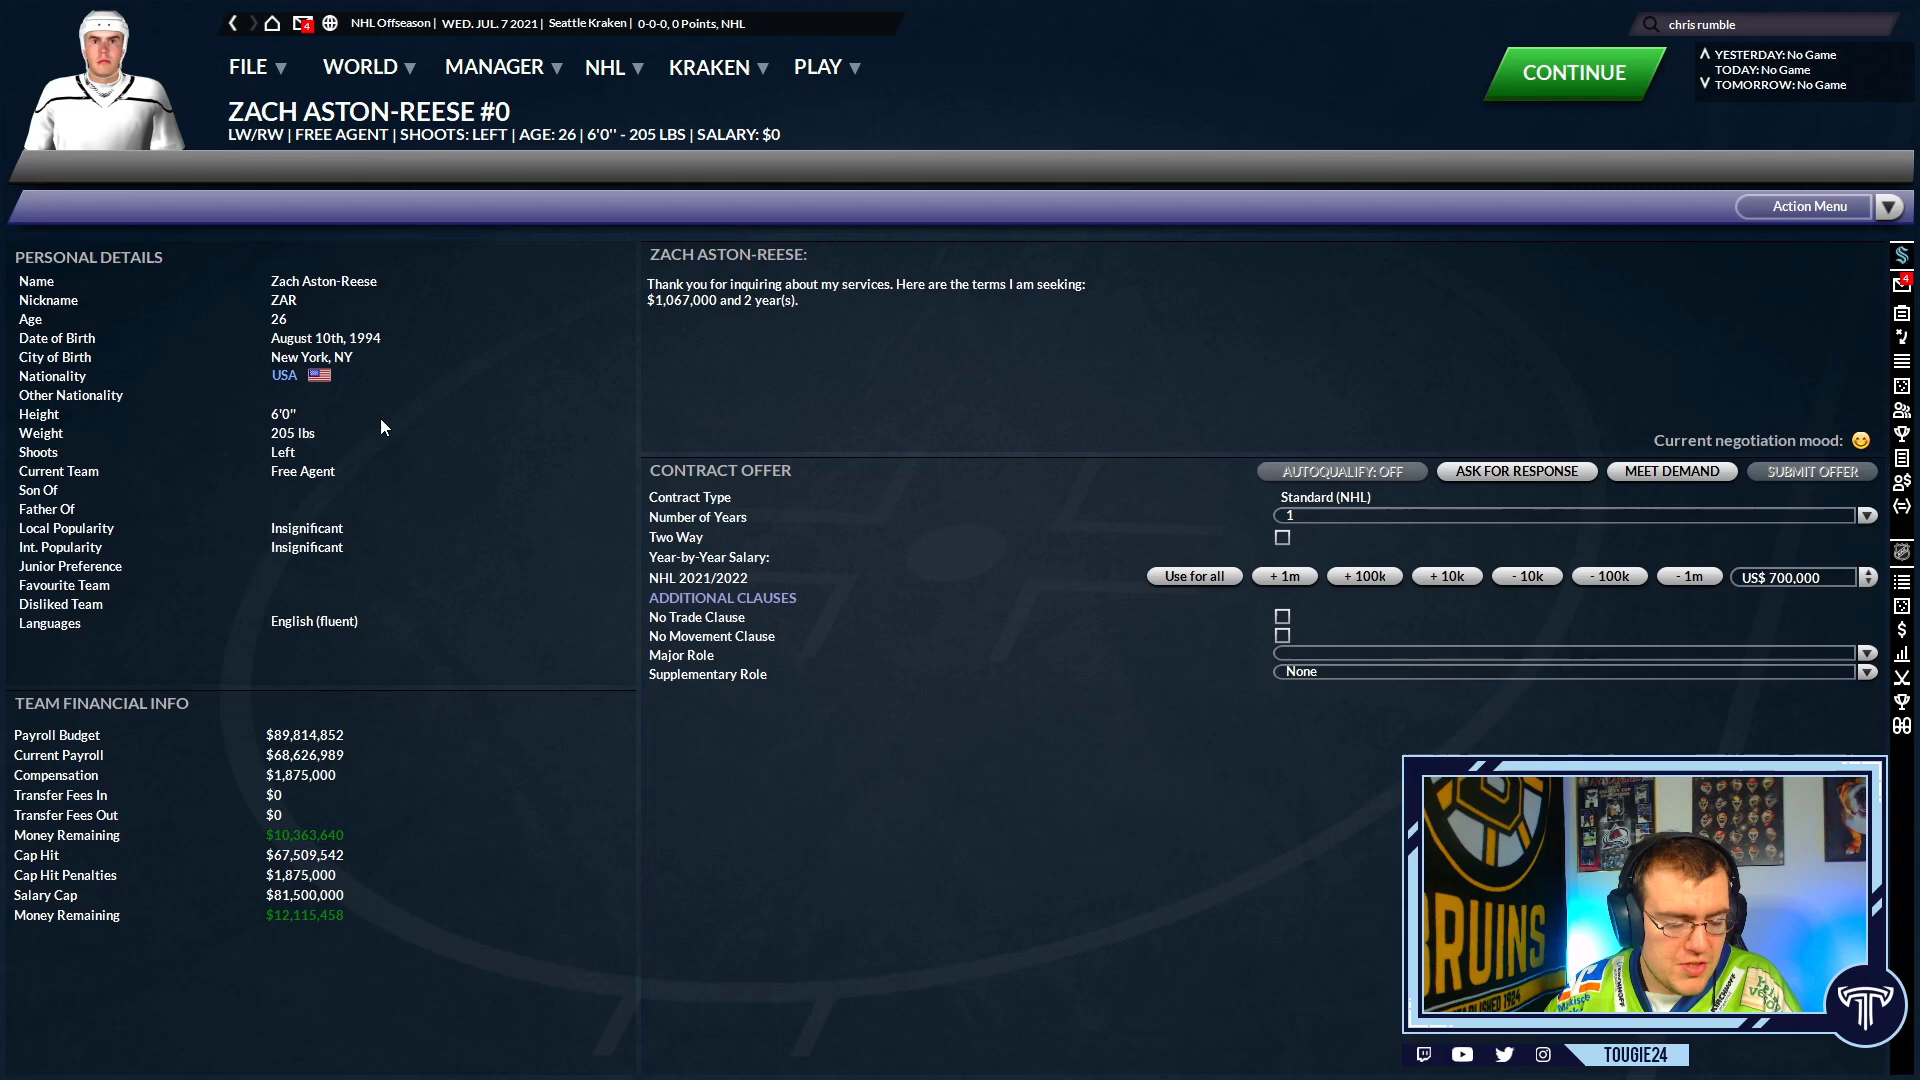 NHL Offseason | WED. JUL. 7 2021 | Seattle Kraken | 0-0-0, 0 Points, NHL
chris rumble
4
FILE WORLD MANAGER NHL KRAKEN PLAY
CONTINUE
YESTERDAY: No Game
TODAY: No Game
TOMORROW: No Game
ZACH ASTON-REESE #0
LW/RW | FREE AGENT | SHOOTS: LEFT | AGE: 26 | 6'0'' - 205 LBS | SALARY: $0
Action Menu
PERSONAL DETAILS
Name Zach Aston-Reese
Nickname ZAR
Age 26
Date of Birth August 10th, 1994
City of Birth New York, NY
Nationality USA
Other Nationality
Height 6'0''
Weight 205 lbs
Shoots Left
Current Team Free Agent
Son Of
Father Of
Local Popularity Insignificant
Int. Popularity Insignificant
Junior Preference
Favourite Team
Disliked Team
Languages English (fluent)
TEAM FINANCIAL INFO
Payroll Budget $89,814,852
Current Payroll $68,626,989
Compensation $1,875,000
Transfer Fees In $0
Transfer Fees Out $0
Money Remaining $10,363,640
Cap Hit $67,509,542
Cap Hit Penalties $1,875,000
Salary Cap $81,500,000
Money Remaining $12,115,458
ZACH ASTON-REESE:
Thank you for inquiring about my services. Here are the terms I am seeking:
$1,067,000 and 2 year(s).
Current negotiation mood:
CONTRACT OFFER
AUTOQUALIFY: OFF ASK FOR RESPONSE MEET DEMAND SUBMIT OFFER
Contract Type Standard (NHL)
Number of Years 1
Two Way
Year-by-Year Salary:
NHL 2021/2022 Use for all + 1m + 100k + 10k - 10k - 100k - 1m US$ 700,000
ADDITIONAL CLAUSES
No Trade Clause
No Movement Clause
Major Role
Supplementary Role None
4
BRUINS
ESTABLISHED 1924
TOUGIE24